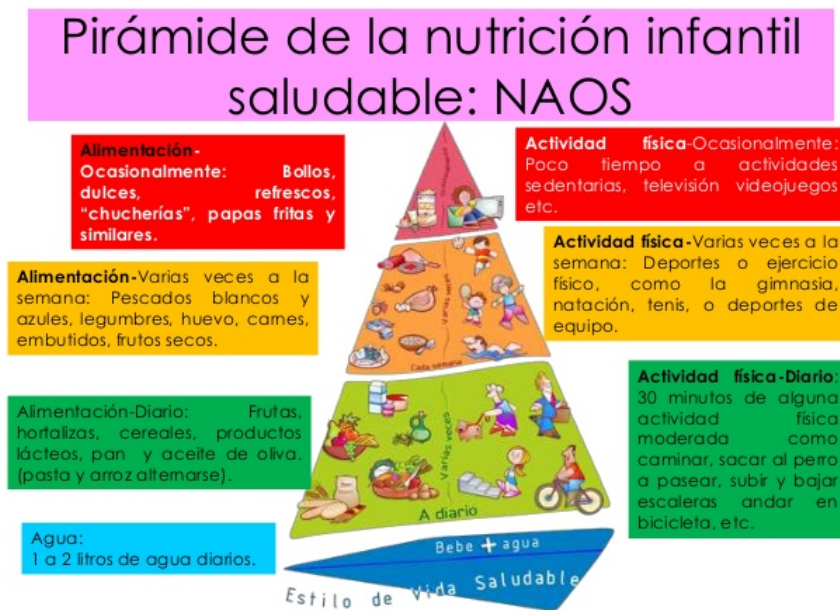 Pirámide de la nutrición infantil
saludable: NAOS
Alimentación-
Ocasionalmente: Bollos,
dulces, refrescos,
"chucherías", papas fritas y
similares.
Actividad física-Ocasionalmente:
Poco tiempo a actividades
sedentarias, televisión videojuegos
etc.
Alimentación-Varias veces a la
semana: Pescados blancos y
azules, legumbres, huevo, carnes,
embutidos, frutos secos.
Actividad física-Varias veces a la
semana: Deportes o ejercicio
físico, como la gimnasia,
natación, tenis, o deportes de
equipo.
Varias veces
Cada semana
Alimentación-Diario: Frutas,
hortalizas, cereales, productos
lácteos, pan y aceite de oliva.
(pasta y arroz alternarse).
Actividad física-Diario:
30 minutos de alguna
actividad física
moderada como
caminar, sacar al perro
a pasear, subir y bajar
escaleras andar en
bicicleta, etc.
Varias veces
A diario
Agua:
1 a 2 litros de agua diarios.
Bebe + agua
Estilo de Vida Saludable